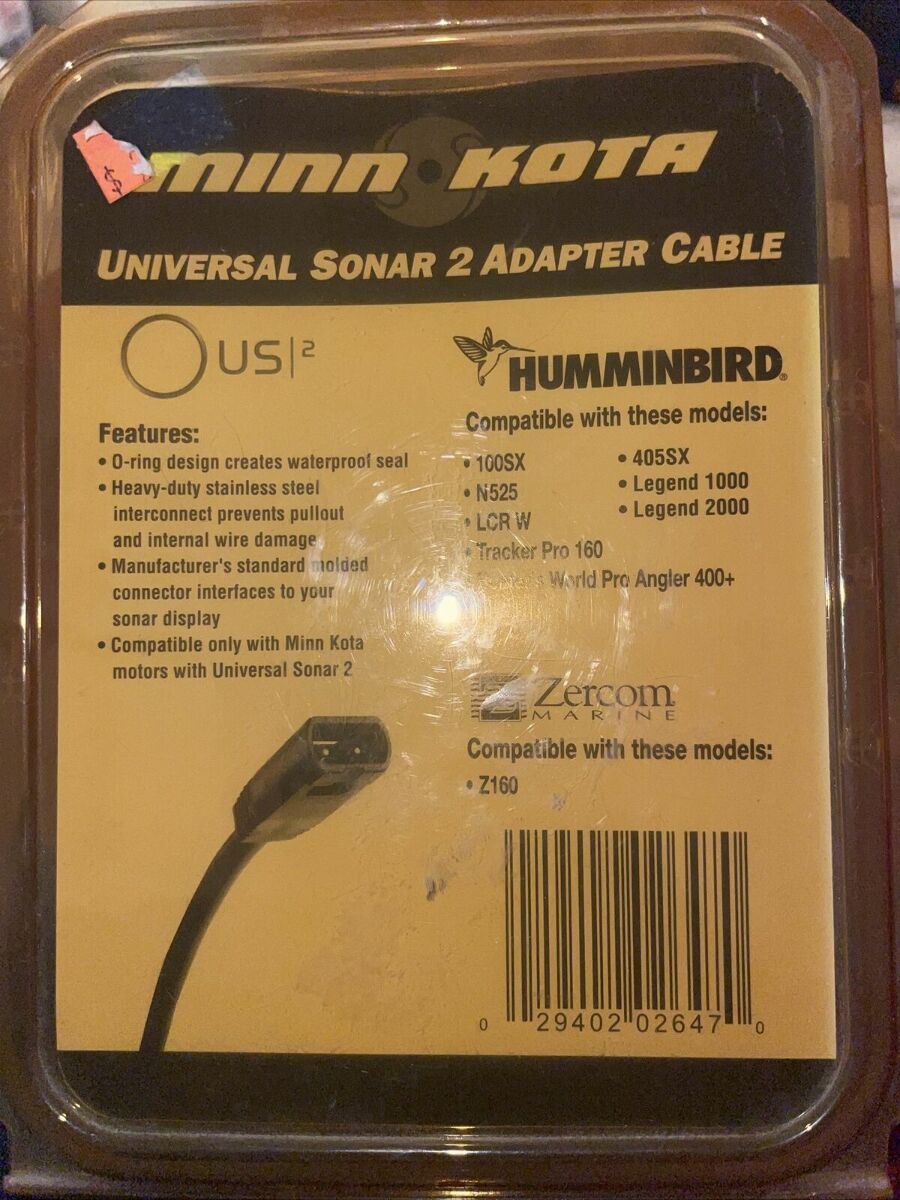 MINN KOTA
UNIVERSAL SONAR 2 ADAPTER CABLE
US|2
Features:
• O-ring design creates waterproof seal
• Heavy-duty stainless steel
interconnect prevents pullout
and internal wire damage
• Manufacturer's standard molded
connector interfaces to your
sonar display
• Compatible only with Minn Kota
motors with Universal Sonar 2
HUMMINBIRD®
Compatible with these models:
• 100SX
• N525
• LCR W
• Tracker Pro 160
World Pro Angler 400+
• 405SX
• Legend 1000
• Legend 2000
Zercom
MARINE
Compatible with these models:
• Z160
0 29402 02647 0